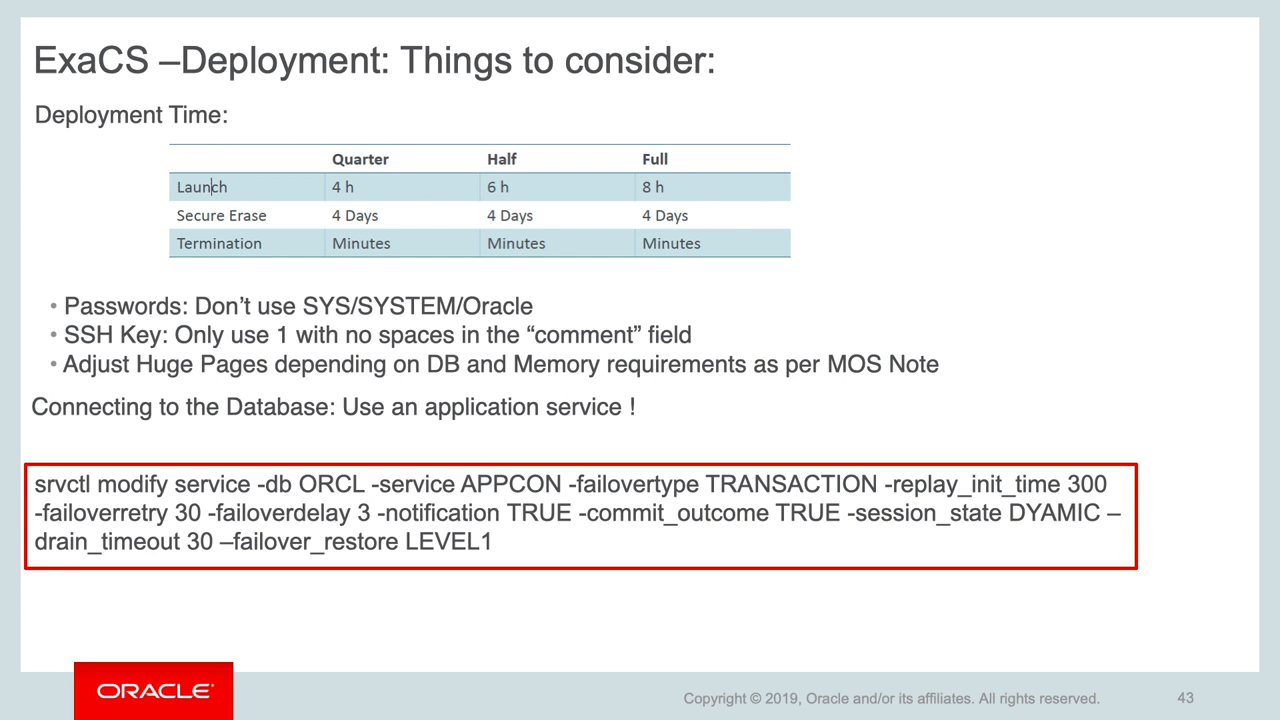 ExaCS –Deployment: Things to consider:
Deployment Time:
Quarter Half Full
Launch 4 h 6 h 8 h
Secure Erase 4 Days 4 Days 4 Days
Termination Minutes Minutes Minutes
• Passwords: Don’t use SYS/SYSTEM/Oracle
• SSH Key: Only use 1 with no spaces in the “comment” field
• Adjust Huge Pages depending on DB and Memory requirements as per MOS Note
Connecting to the Database: Use an application service !
srvctl modify service -db ORCL -service APPCON -failovertype TRANSACTION -replay_init_time 300
-failoverretry 30 -failoverdelay 3 -notification TRUE -commit_outcome TRUE -session_state DYAMIC –
drain_timeout 30 –failover_restore LEVEL1
ORACLE®
Copyright © 2019, Oracle and/or its affiliates. All rights reserved.
43